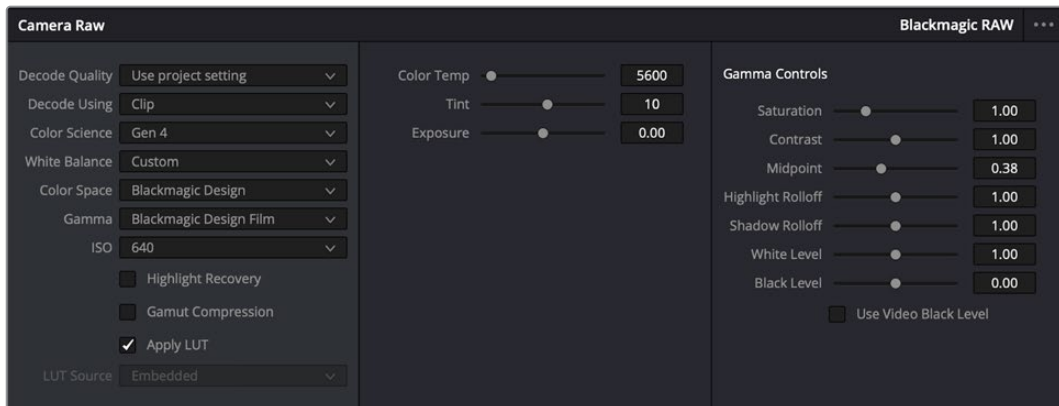 Camera Raw
Blackmagic RAW
Decode Quality Use project setting
Decode Using Clip
Color Science Gen 4
White Balance Custom
Color Space Blackmagic Design
Gamma Blackmagic Design Film
ISO 640
Highlight Recovery
Gamut Compression
Apply LUT
LUT Source Embedded
Color Temp 5600
Tint 10
Exposure 0.00
Gamma Controls
Saturation 1.00
Contrast 1.00
Midpoint 0.38
Highlight Rolloff 1.00
Shadow Rolloff 1.00
White Level 1.00
Black Level 0.00
Use Video Black Level